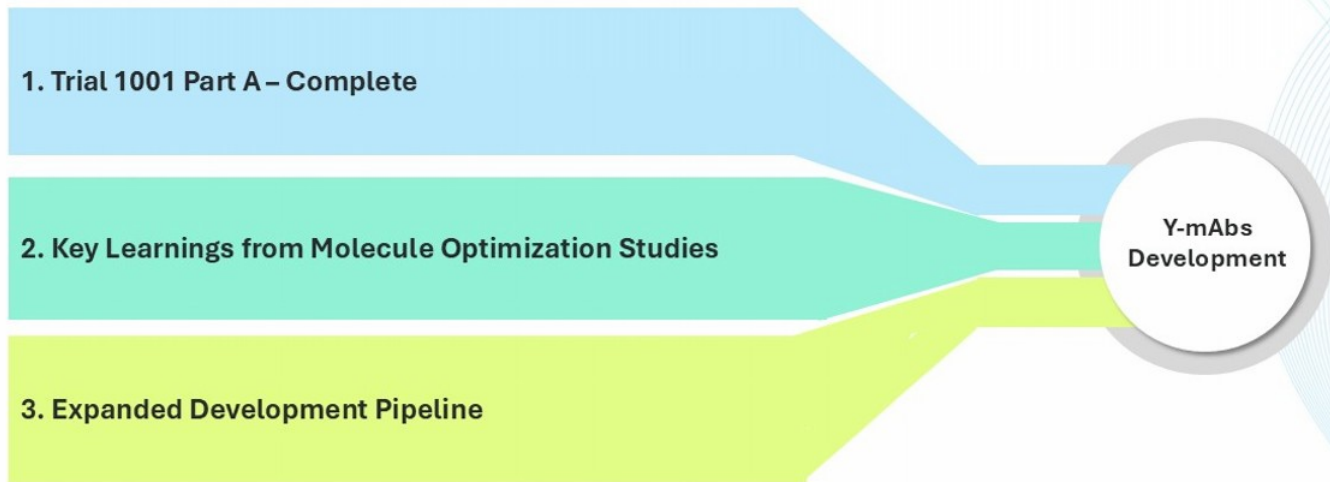 1. Trial 1001 Part A – Complete
2. Key Learnings from Molecule Optimization Studies
3. Expanded Development Pipeline
Y-mAbs
Development